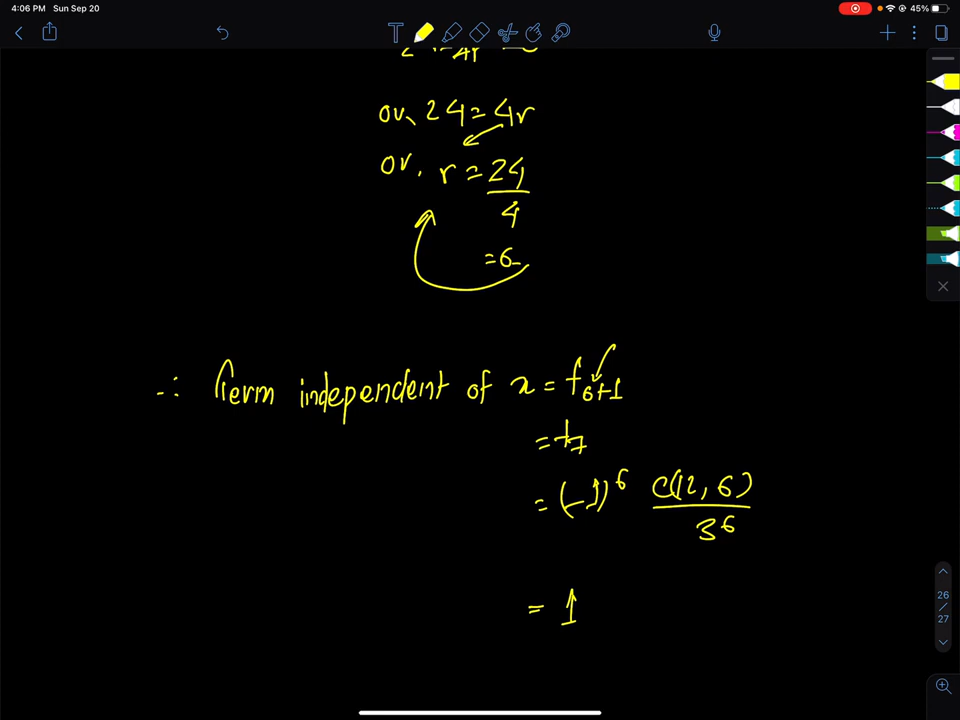 4:06 PM Sun Sep 20 45%
or, 24 = 4r
or, r = 24/4
= 6
∴ Term independent of x = t6+1
= t7
= (-1)^6 C(12, 6)/3^6
= 1
26
/
27